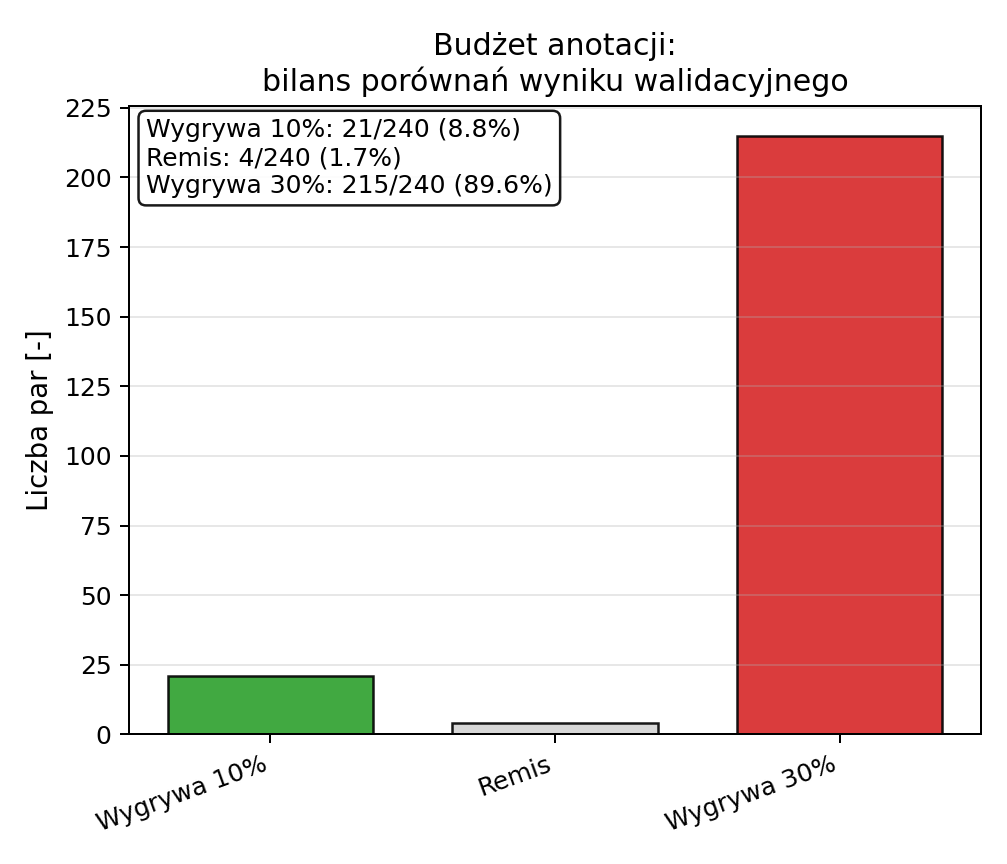 Budżet anotacji:
bilans porównań wyniku walidacyjnego
Wygrywa 10%: 21/240 (8.8%)
Remis: 4/240 (1.7%)
Wygrywa 30%: 215/240 (89.6%)
Liczba par [-]
225
200
175
150
125
100
75
50
25
0
Wygrywa 10%
Remis
Wygrywa 30%